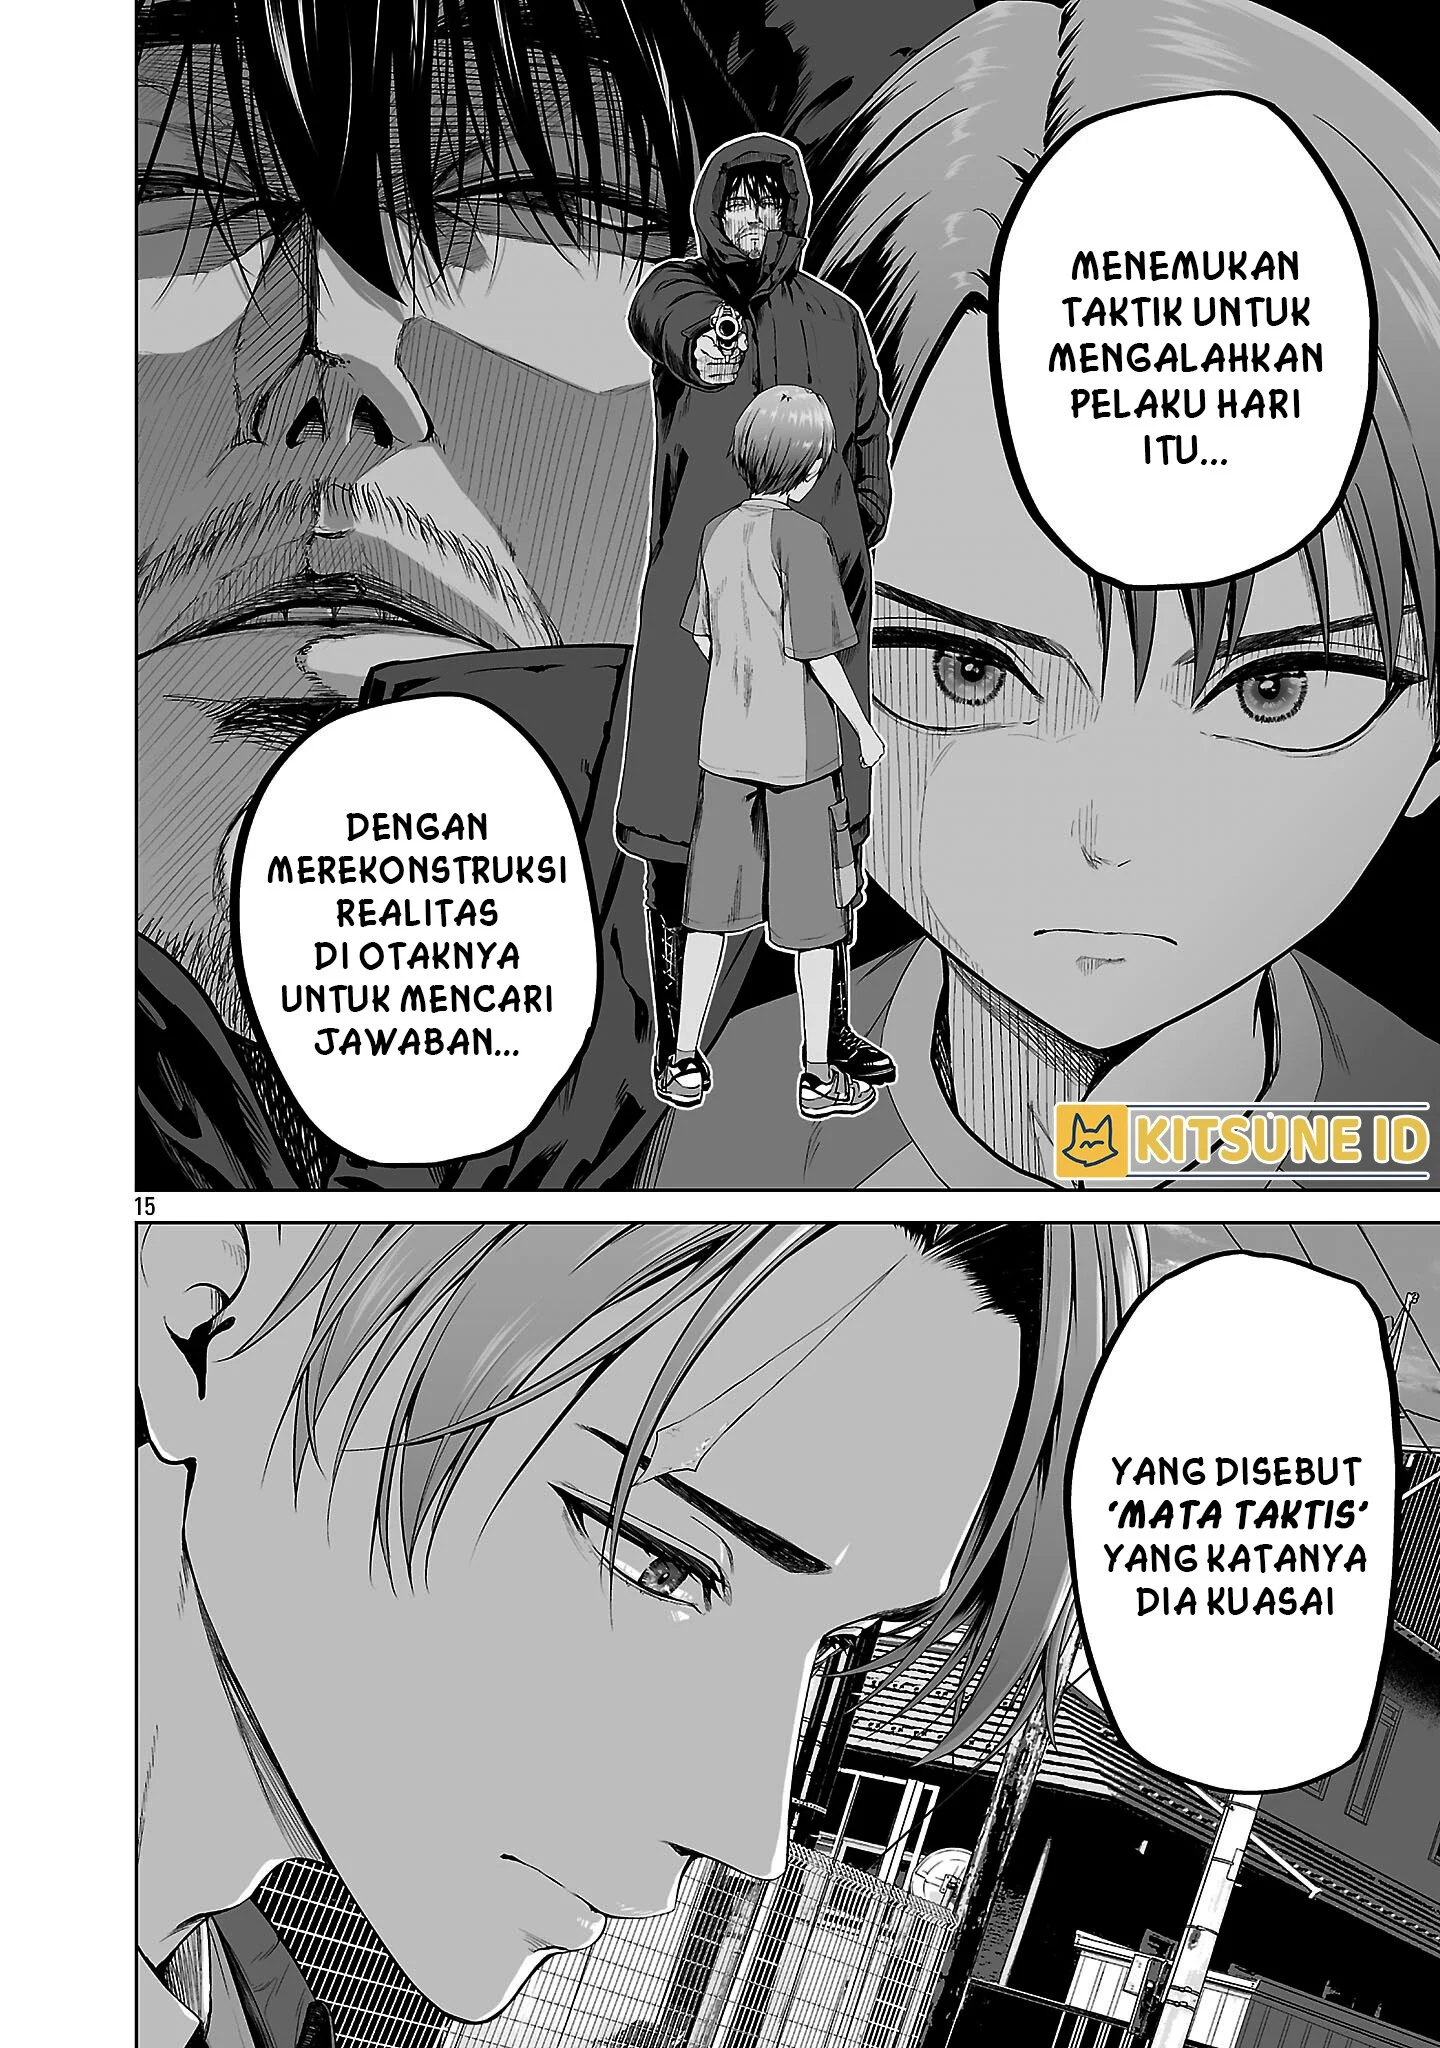 MENEMUKAN
TAKTIK UNTUK
MENGALAHKAN
PELAKU HARI
ITU...
DENGAN
MEREKONSTRUKSI
REALITAS
DI OTAKNYA
UNTUK MENCARI
JAWABAN...
KITSUNE ID
15
YANG DISEBUT
'MATA TAKTIS'
YANG KATANYA
DIA KUASAI